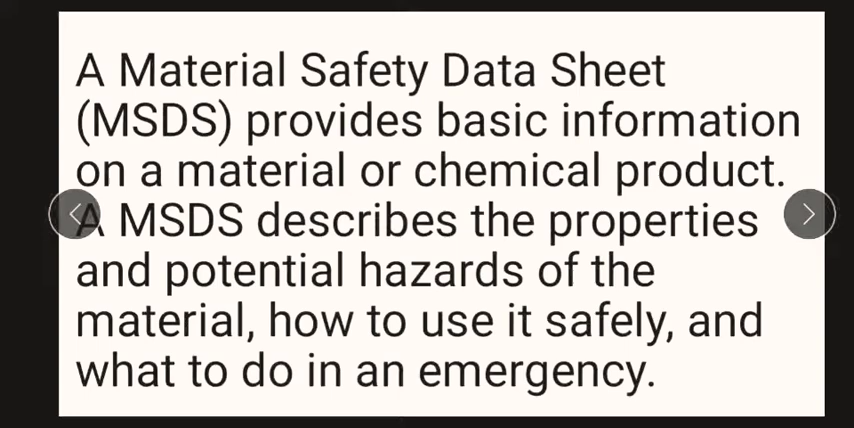 A Material Safety Data Sheet
(MSDS) provides basic information
on a material or chemical product.
A MSDS describes the properties
and potential hazards of the
material, how to use it safely, and
what to do in an emergency.